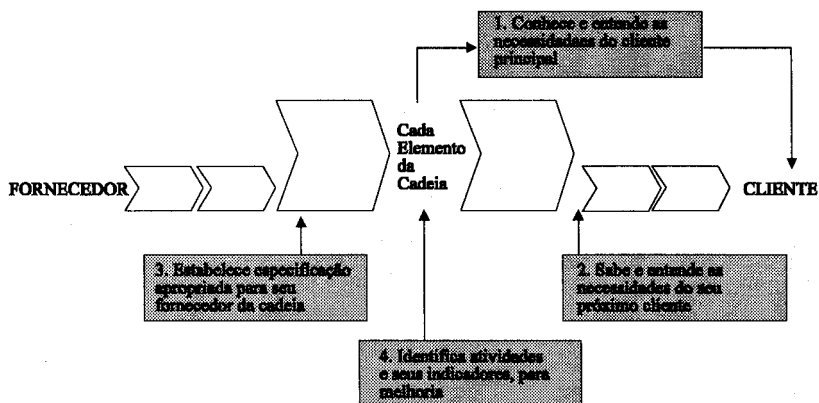 1. Conhece e entende as
necessidades do cliente
principal
Cada
Elemento
da
Cadeia
FORNECEDOR
CLIENTE
3. Estabelece especificação
apropriada para seu
fornecedor da cadeia
2. Sabe e entende as
necessidades do seu
próximo cliente
4. Identifica atividades
e seus indicadores, para
melhoria